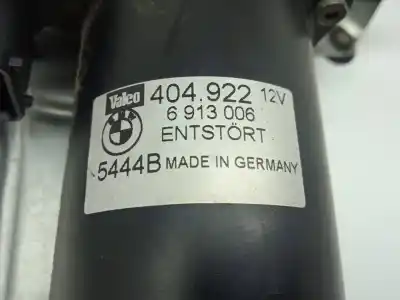 Valeo 404.922 12V
6 913 006
ENTSTÖRT
5444B MADE IN GERMANY